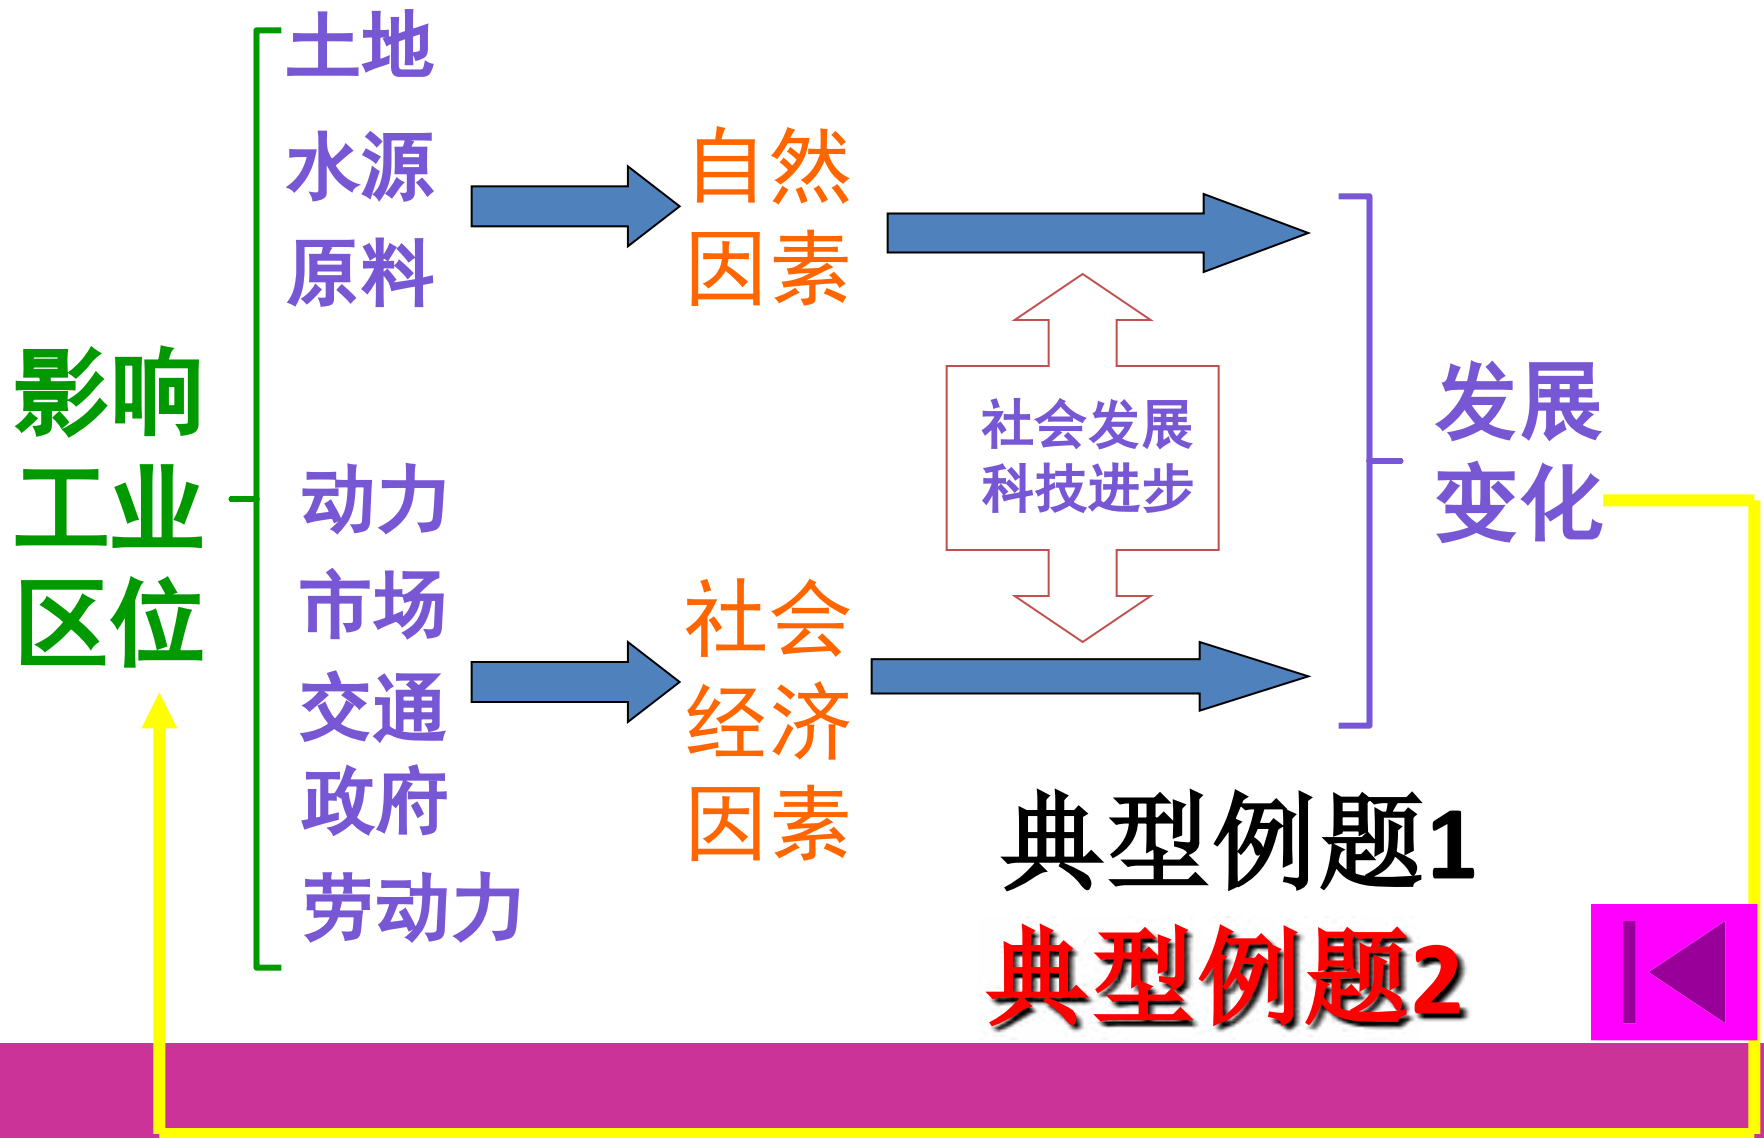 影响
工业
区位
土地
水源
原料
动力
市场
交通
政府
劳动力
自然
因素
社会
经济
因素
社会发展
科技进步
发展
变化
典型例题1
典型例题2